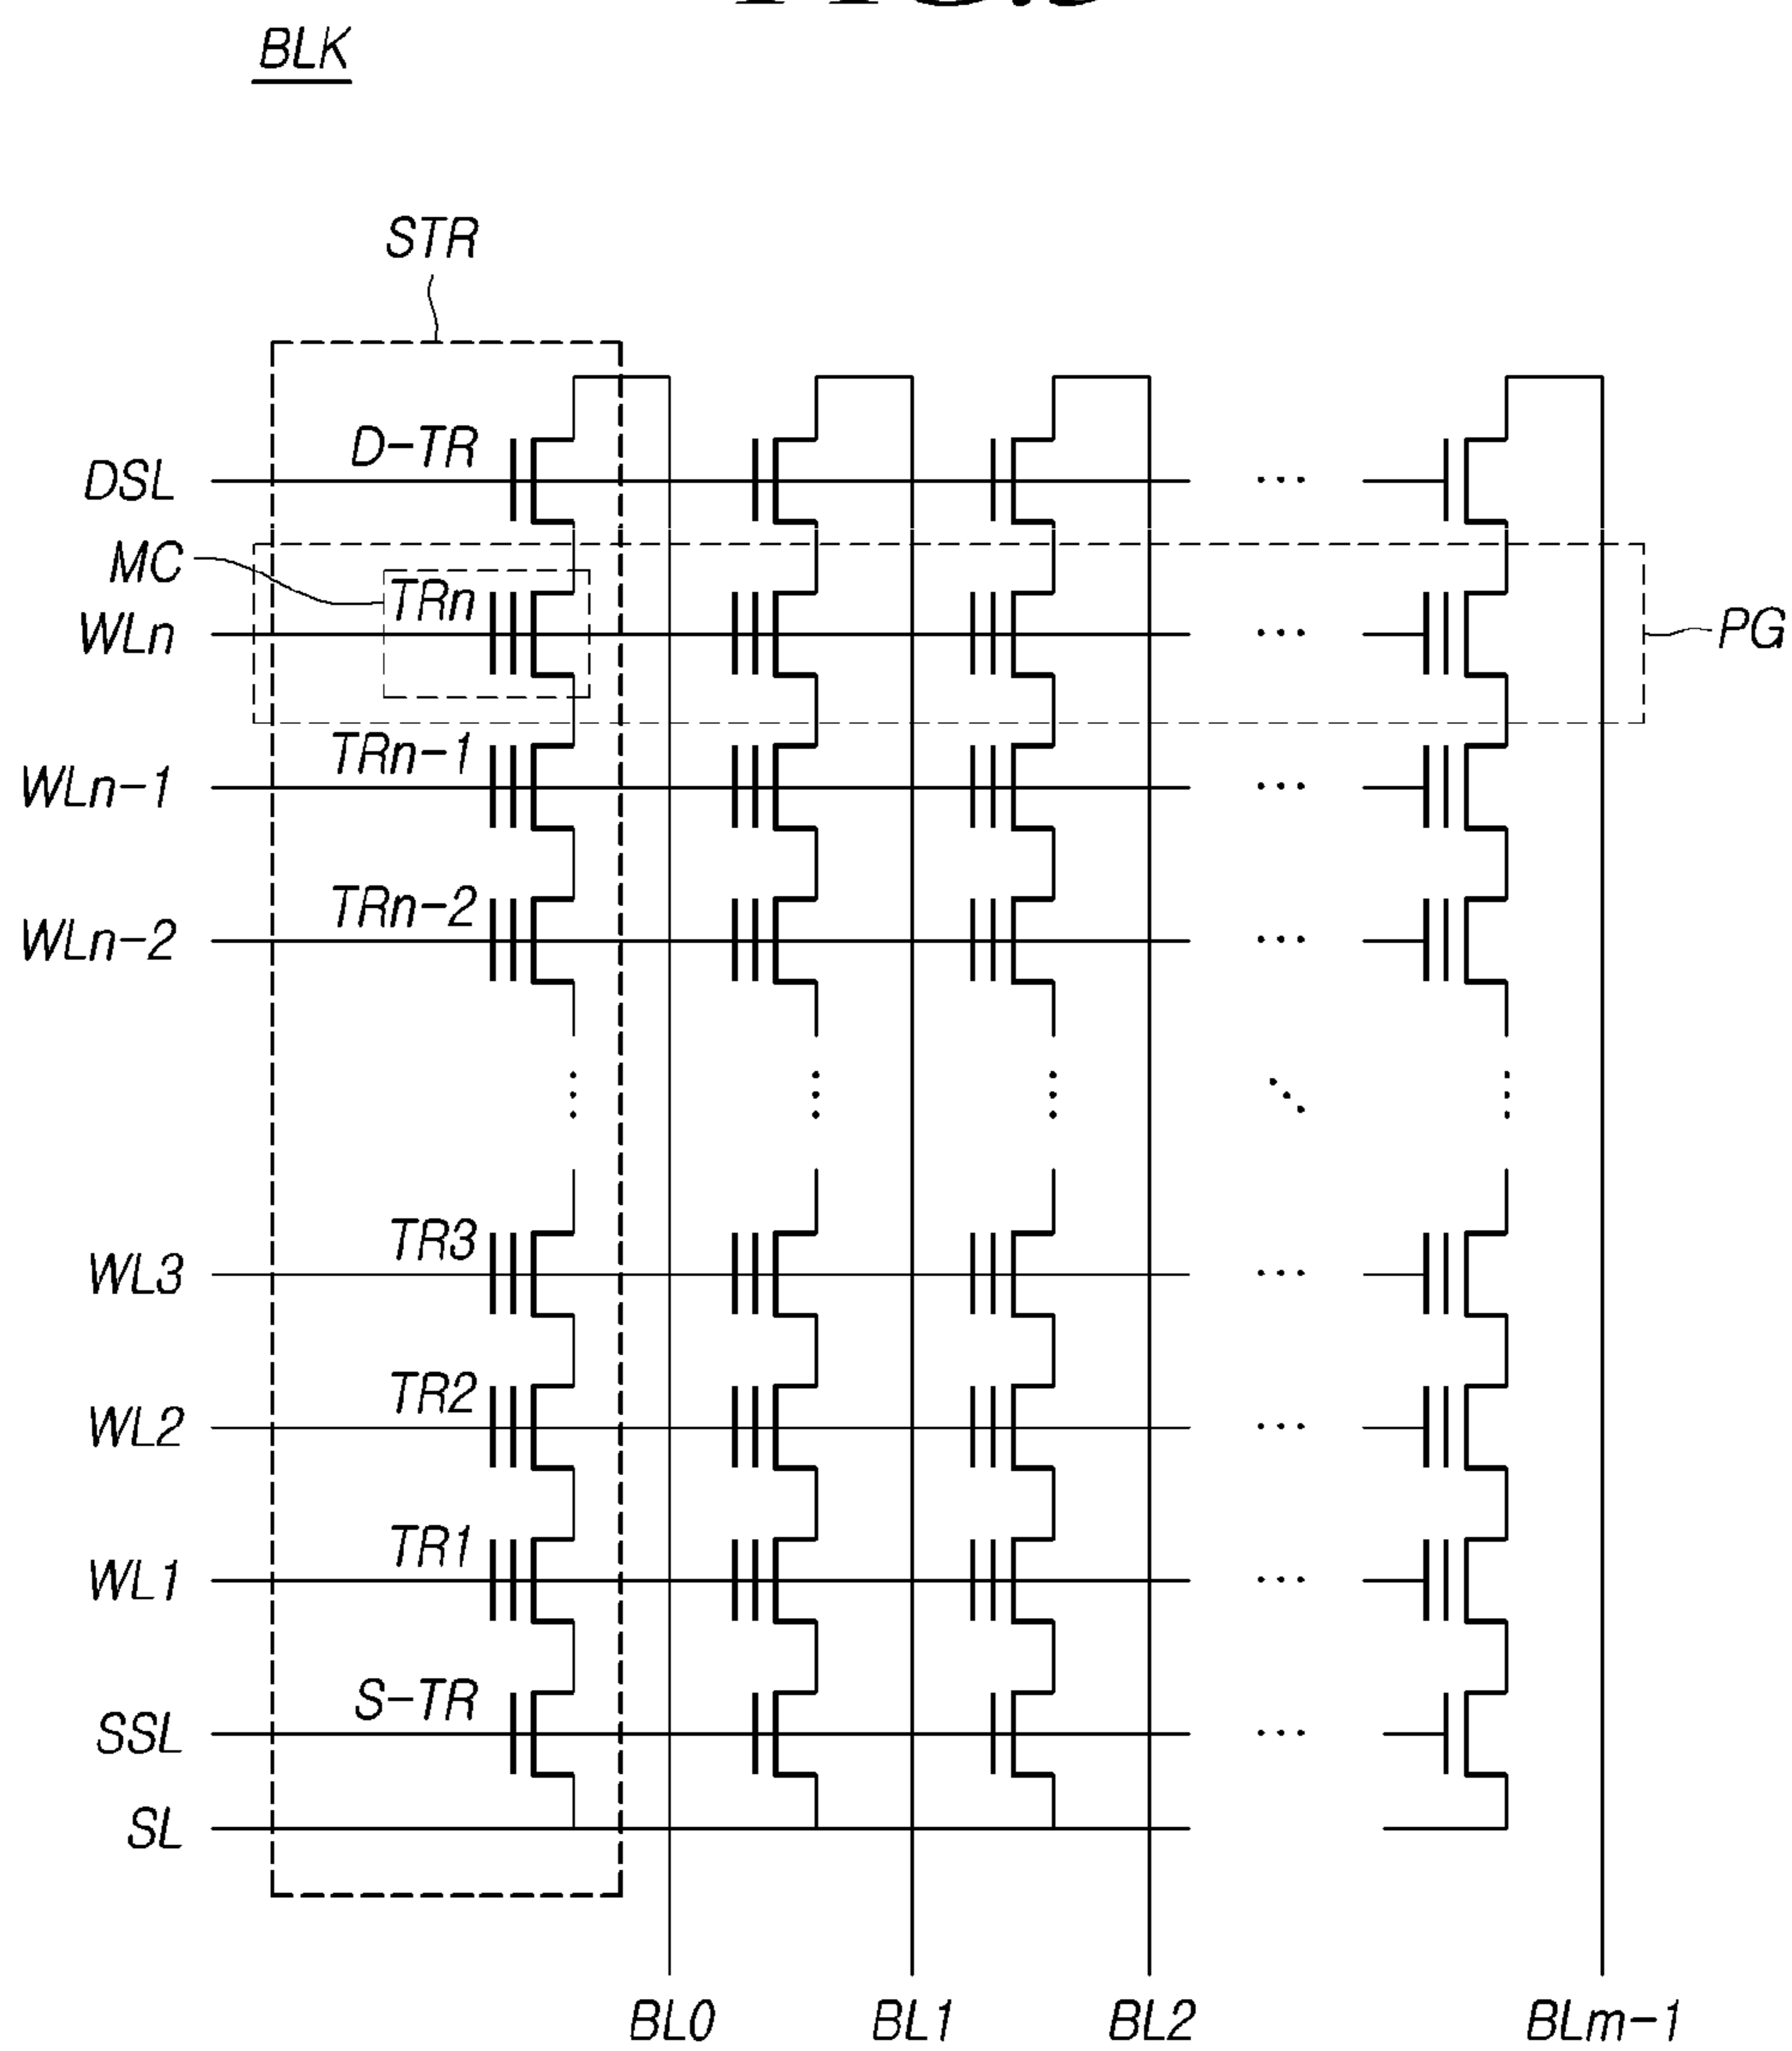 BLK
STR
D-TR
DSL
MC
TRn
WLn
PG
TRn-1
WLn-1
TRn-2
WLn-2
TR3
WL3
TR2
WL2
TR1
WL1
S-TR
SSL
SL
BL0 BL1 BL2 BLm-1